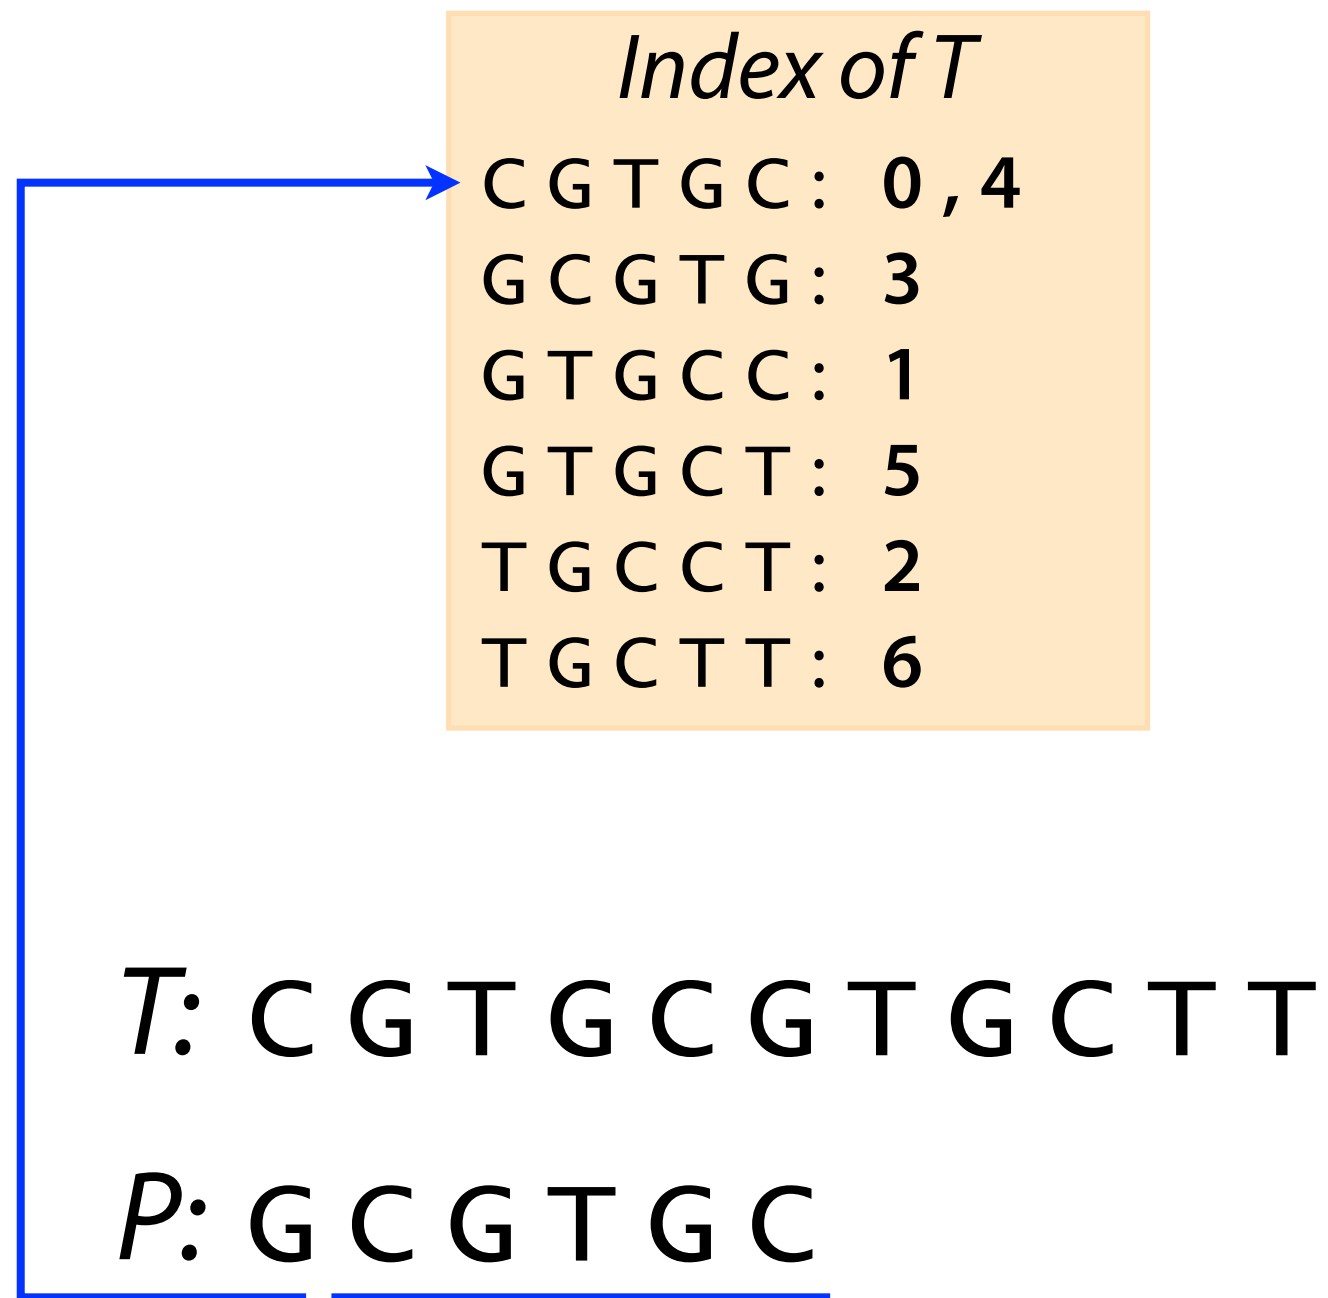 Index of T
C G T G C : 0 , 4
G C G T G : 3
G T G C C : 1
G T G C T : 5
T G C C T : 2
T G C T T : 6
T: C G T G C G T G C T T
P: G C G T G C